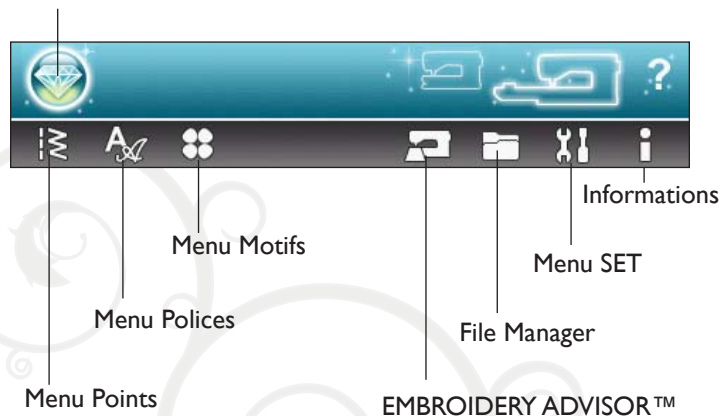 ?
A
Informations
Menu Motifs
Menu SET
Menu Polices
File Manager
Menu Points
EMBROIDERY ADVISOR™